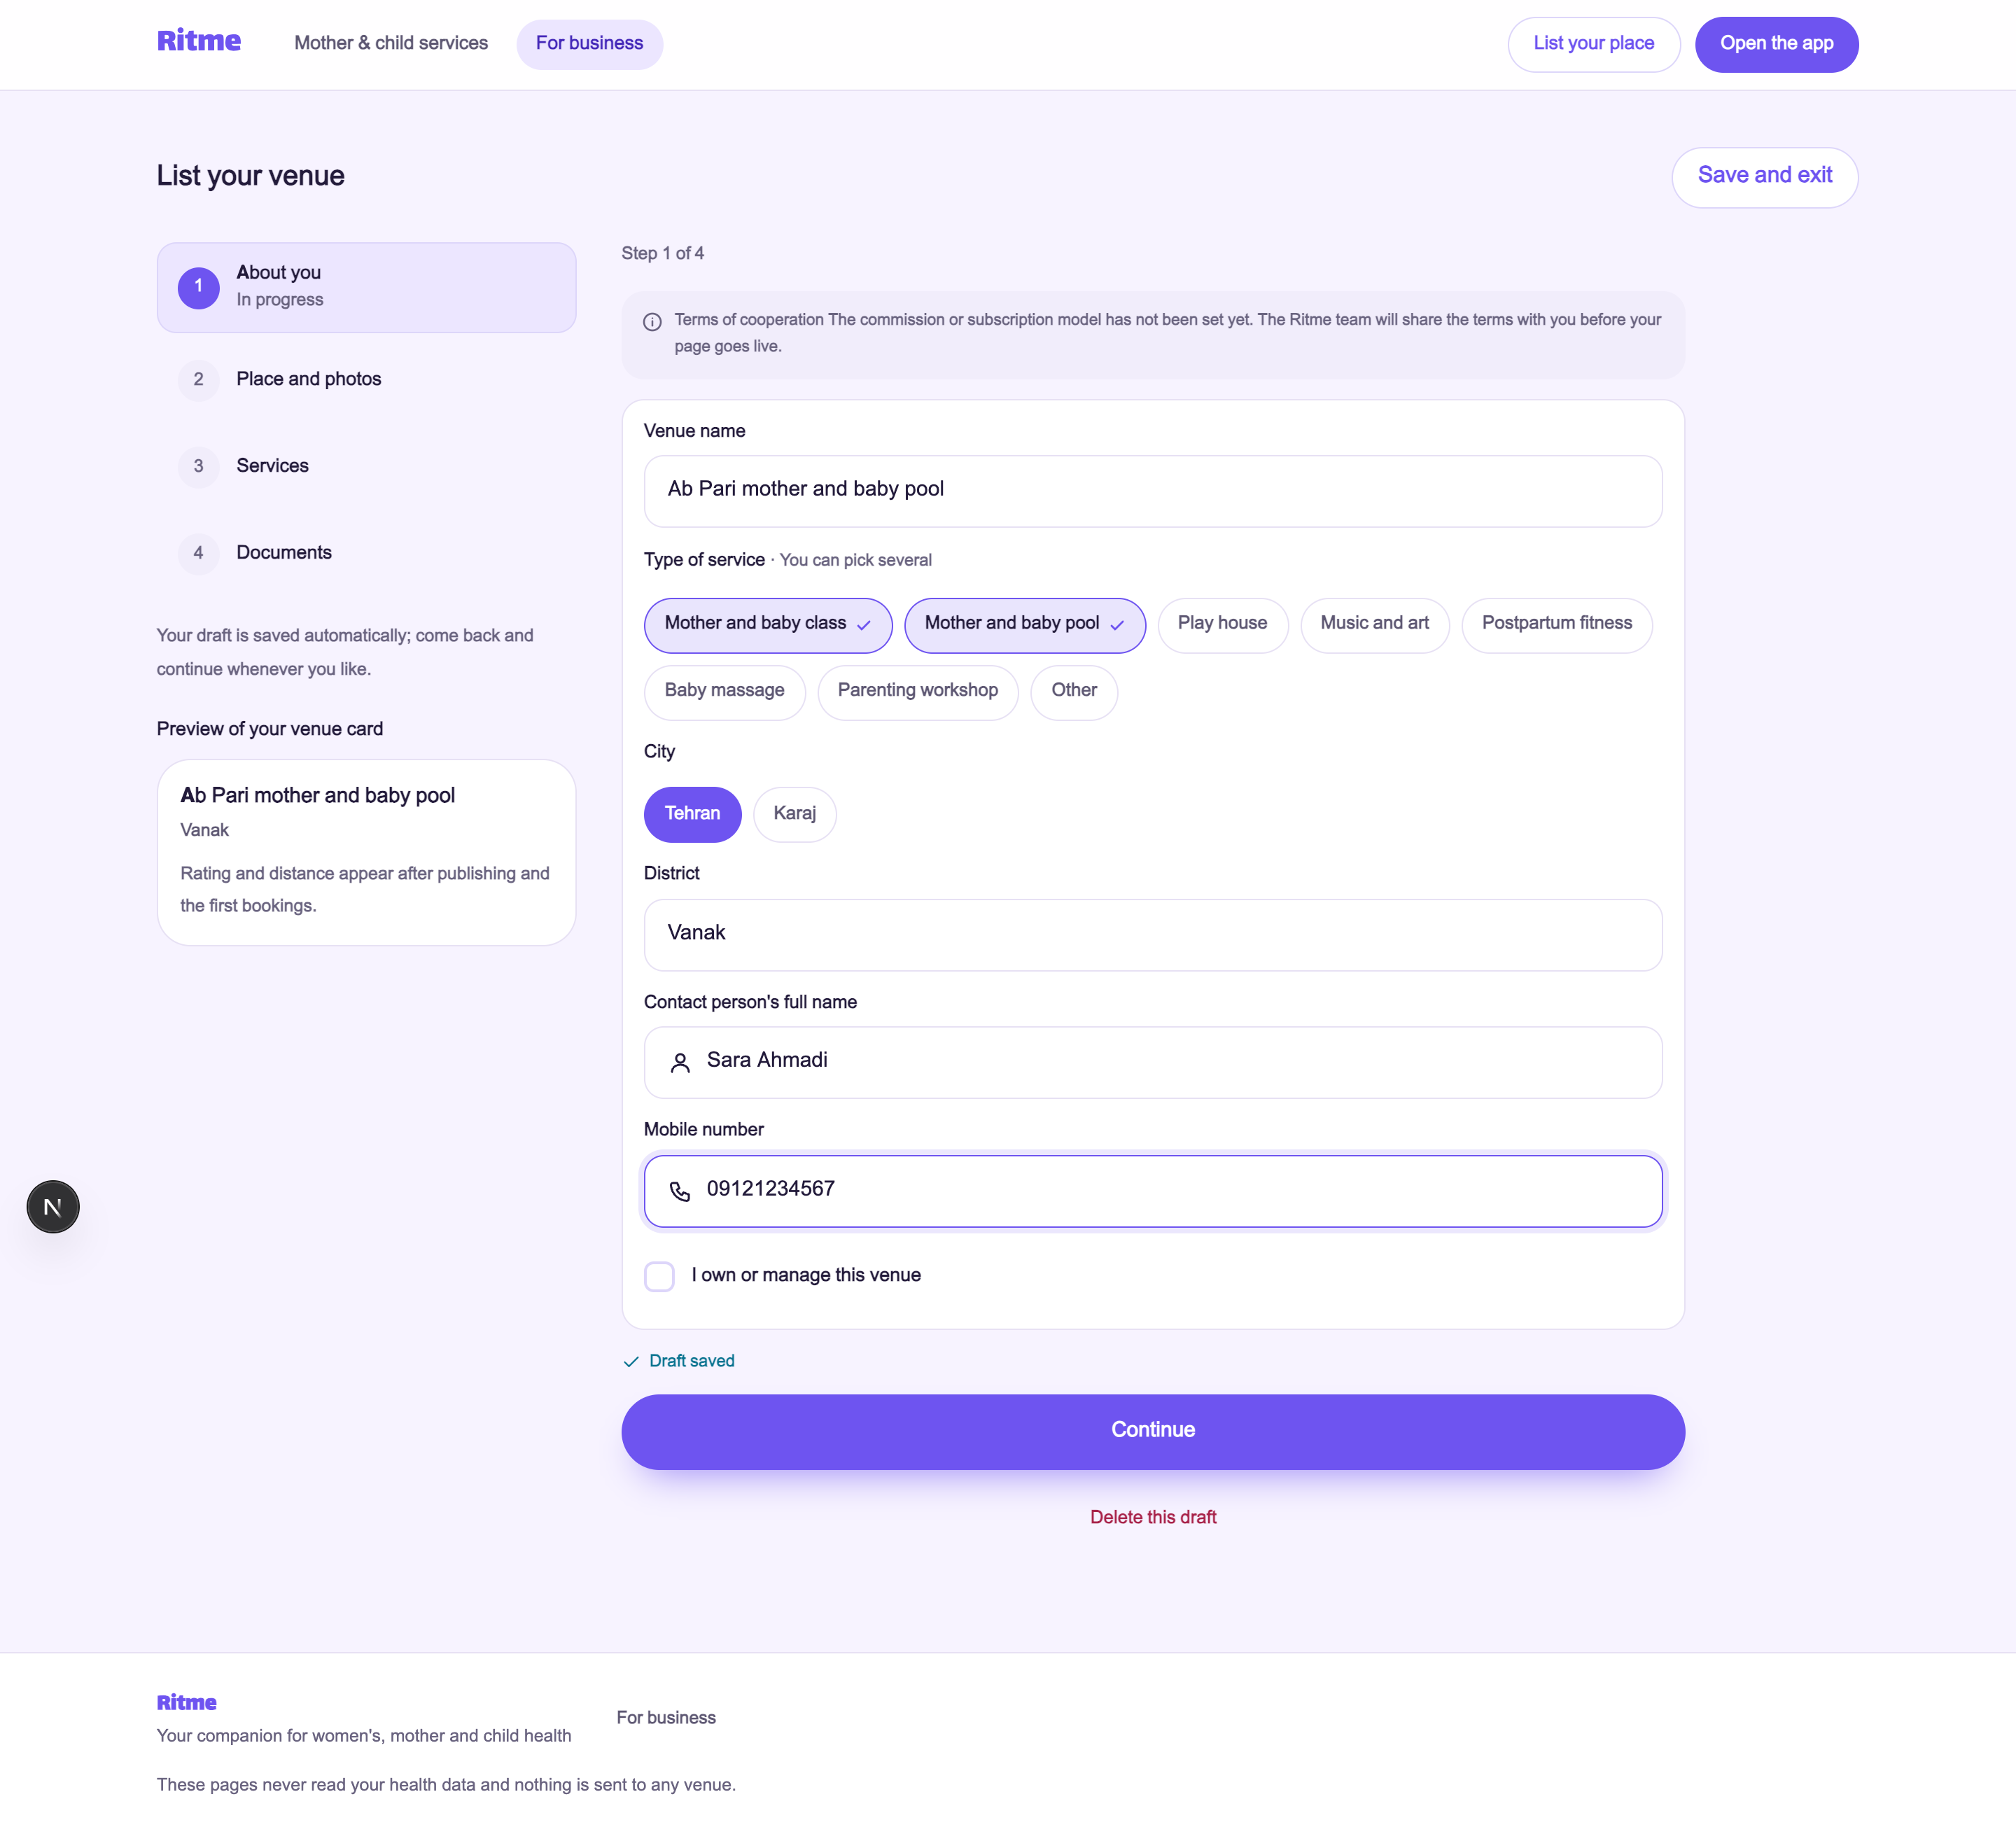 Ritme
Mother & child services
For business
List your place
Open the app
List your venue
Save and exit
1
About you
In progress
2
Place and photos
3
Services
4
Documents
Your draft is saved automatically; come back and
continue whenever you like.
Preview of your venue card
Ab Pari mother and baby pool
Vanak
Rating and distance appear after publishing and
the first bookings.
Step 1 of 4
Terms of cooperation The commission or subscription model has not been set yet. The Ritme team will share the terms with you before your
page goes live.
Venue name
Ab Pari mother and baby pool
Type of service · You can pick several
Mother and baby class
Mother and baby pool
Play house
Music and art
Postpartum fitness
Baby massage
Parenting workshop
Other
City
Tehran
Karaj
District
Vanak
Contact person's full name
Sara Ahmadi
Mobile number
09121234567
I own or manage this venue
Draft saved
Continue
Delete this draft
N
Ritme
Your companion for women's, mother and child health
For business
These pages never read your health data and nothing is sent to any venue.